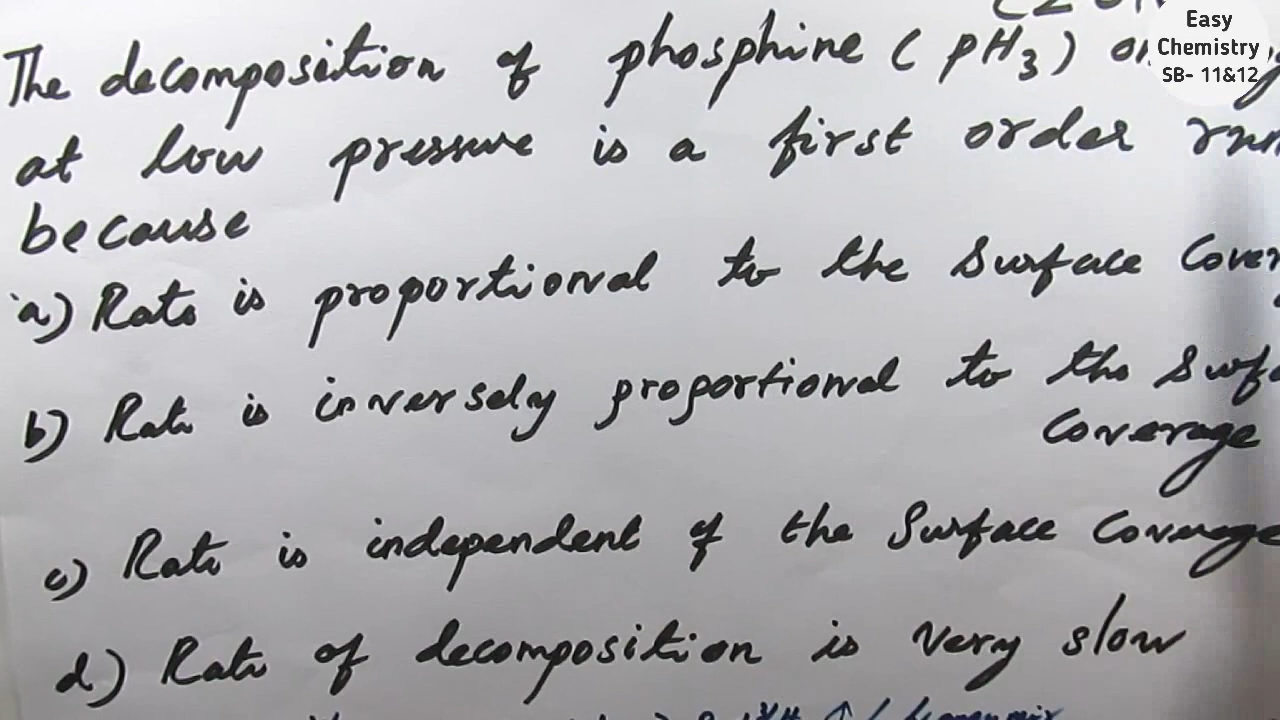 Easy
Chemistry
SB- 11&12
The decomposition of phosphine (PH3)
at low pressure is a first order
because
a) Rate is proportional to the Surface
b) Rate is inversely proportional to the
Coverage
c) Rate is independent of the Surface Coverage
d) Rate of decomposition is very slow